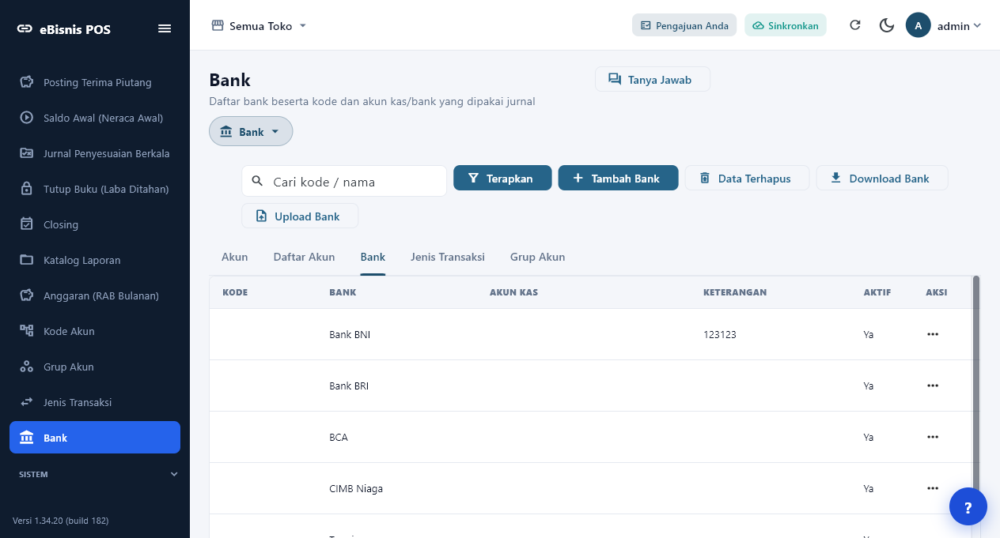 eBisnis POS
Posting Terima Piutang
Saldo Awal (Neraca Awal)
Jurnal Penyesuaian Berkala
Tutup Buku (Laba Ditahan)
Closing
Katalog Laporan
Anggaran (RAB Bulanan)
Kode Akun
Grup Akun
Jenis Transaksi
Bank
SISTEM
Versi 1.34.20 (build 182)
Semua Toko
Pengajuan Anda
Sinkronkan
A admin
Bank
Tanya Jawab
Daftar bank beserta kode dan akun kas/bank yang dipakai jurnal
Bank
Cari kode / nama
Terapkan
Tambah Bank
Data Terhapus
Download Bank
Upload Bank
Akun Daftar Akun Bank Jenis Transaksi Grup Akun
KODE BANK AKUN KAS KETERANGAN AKTIF AKSI
Bank BNI 123123 Ya
Bank BRI Ya
BCA Ya
CIMB Niaga Ya
?